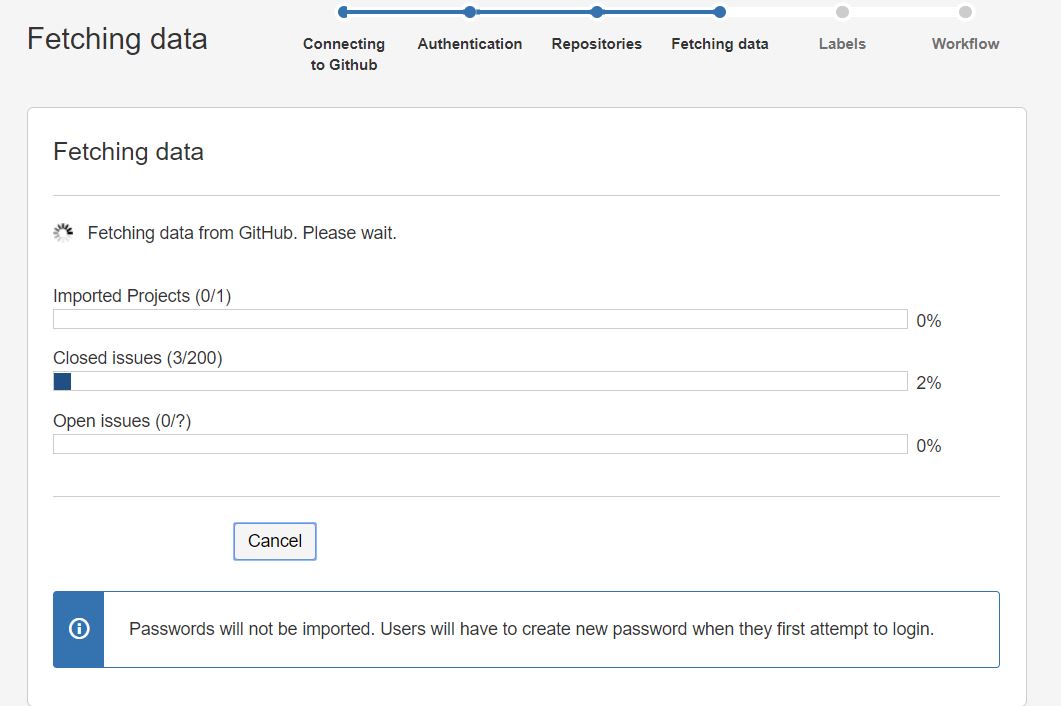 Fetching data
Connecting
to Github
Authentication
Repositories
Fetching data
Labels
Workflow
Fetching data
Fetching data from GitHub. Please wait.
Imported Projects (0/1)
0%
Closed issues (3/200)
2%
Open issues (0/?)
0%
Cancel
Passwords will not be imported. Users will have to create new password when they first attempt to login.